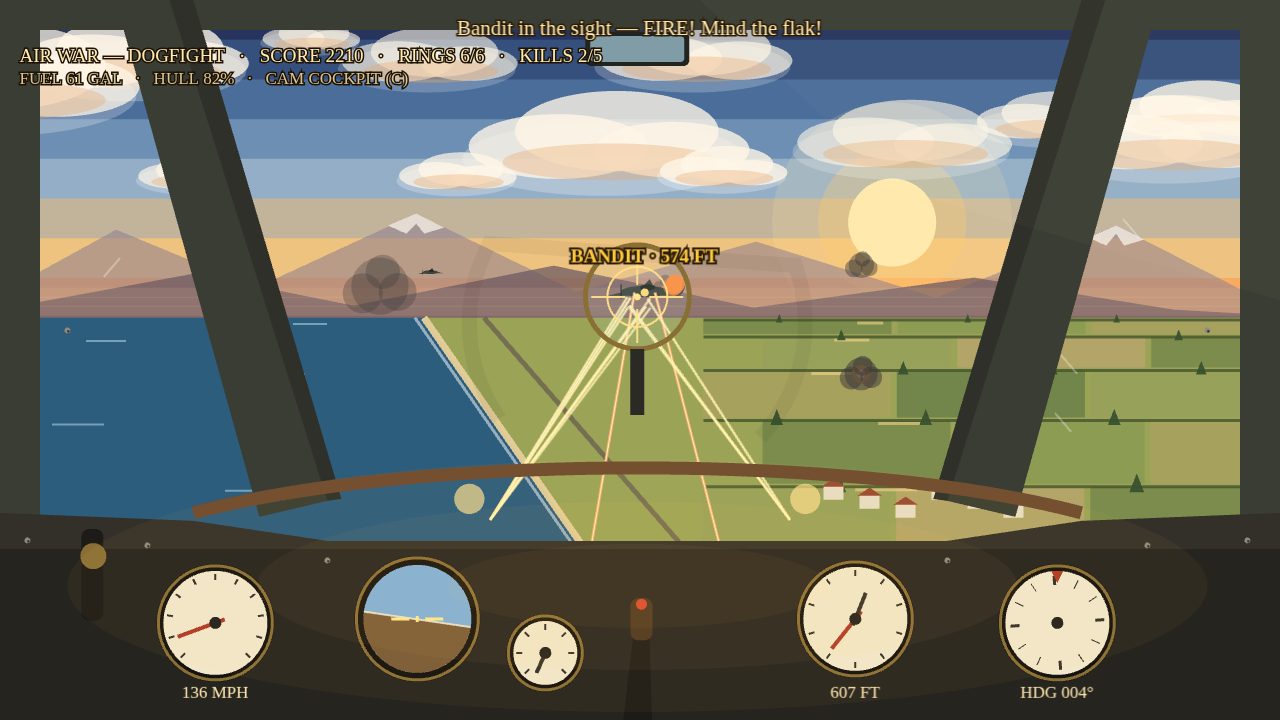 Bandit in the sight — FIRE! Mind the flak!
AIR WAR — DOGFIGHT · SCORE 2210 · RINGS 6/6 · KILLS 2/5
FUEL 61 GAL · HULL 82% · CAM COCKPIT (C)
BANDIT · 574 FT
136 MPH
607 FT
HDG 004°